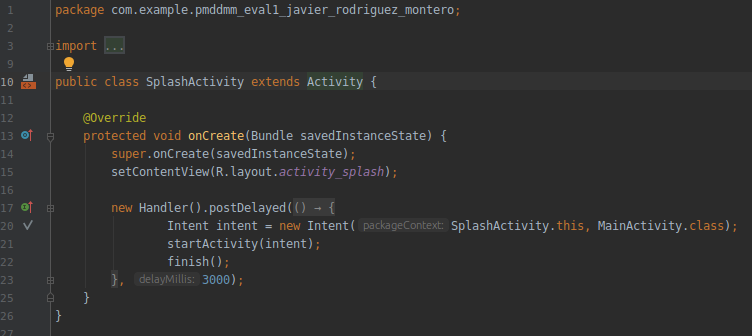 1 package com.example.pmddmm_eval1_javier_rodriguez_montero;
2
3 import ...
9
10 public class SplashActivity extends Activity {
11
12 @Override
13 protected void onCreate(Bundle savedInstanceState) {
14 super.onCreate(savedInstanceState);
15 setContentView(R.layout.activity_splash);
16
17 new Handler().postDelayed(() → {
20 Intent intent = new Intent( packageContext: SplashActivity.this, MainActivity.class);
21 startActivity(intent);
22 finish();
23 }, delayMillis: 3000);
25 }
26 }
27